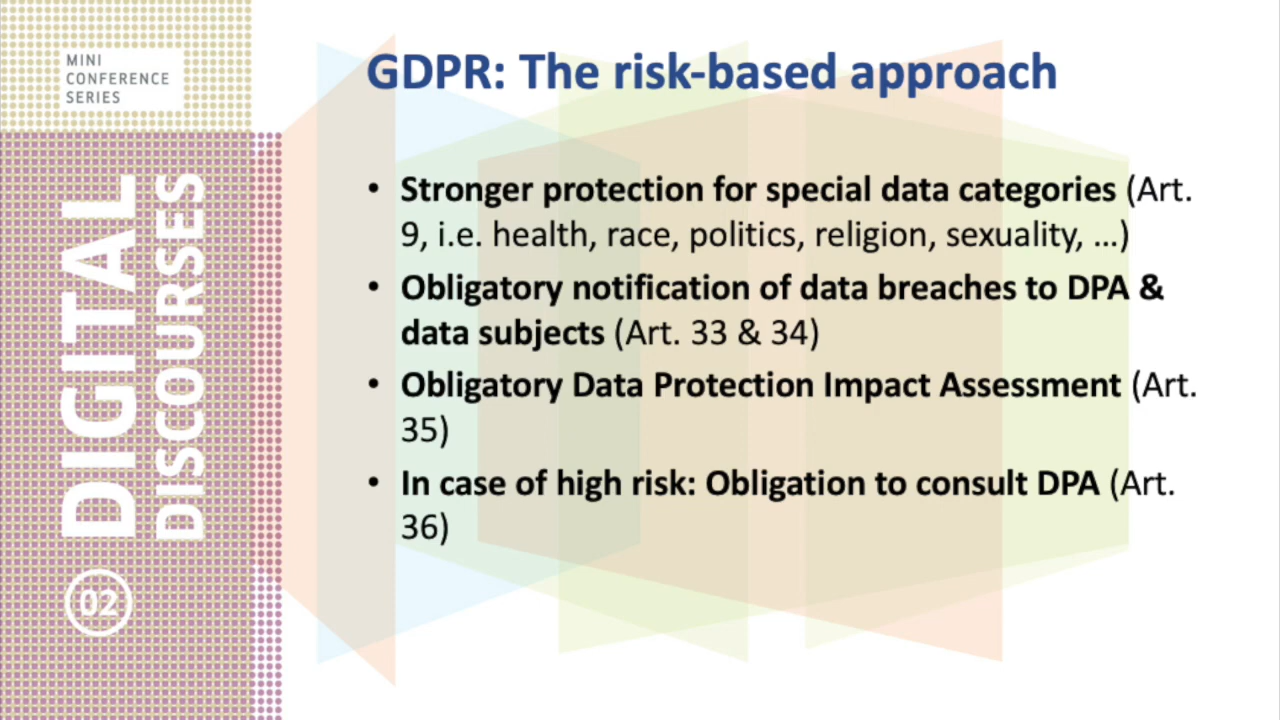 MINI
CONFERENCE
SERIES
DIGITAL
DISCOURSES
02
GDPR: The risk-based approach
• Stronger protection for special data categories (Art.
9, i.e. health, race, politics, religion, sexuality, ...)
• Obligatory notification of data breaches to DPA &
data subjects (Art. 33 & 34)
• Obligatory Data Protection Impact Assessment (Art.
35)
• In case of high risk: Obligation to consult DPA (Art.
36)